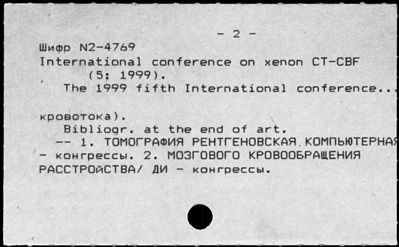 - 2 -
Шифр N2-4769
International conference on xenon CT-CBF
(5; 1999).
The 1999 fifth International conference...
кровотока).
Bibliogr. at the end of art.
-- 1. ТОМОГРАФИЯ РЕНТГЕНОВСКАЯ КОМПЬЮТЕРНАЯ
- конгрессы. 2. МОЗГОВОГО КРОВООБРАЩЕНИЯ
РАССТРОЙСТВА/ ДИ - конгрессы.